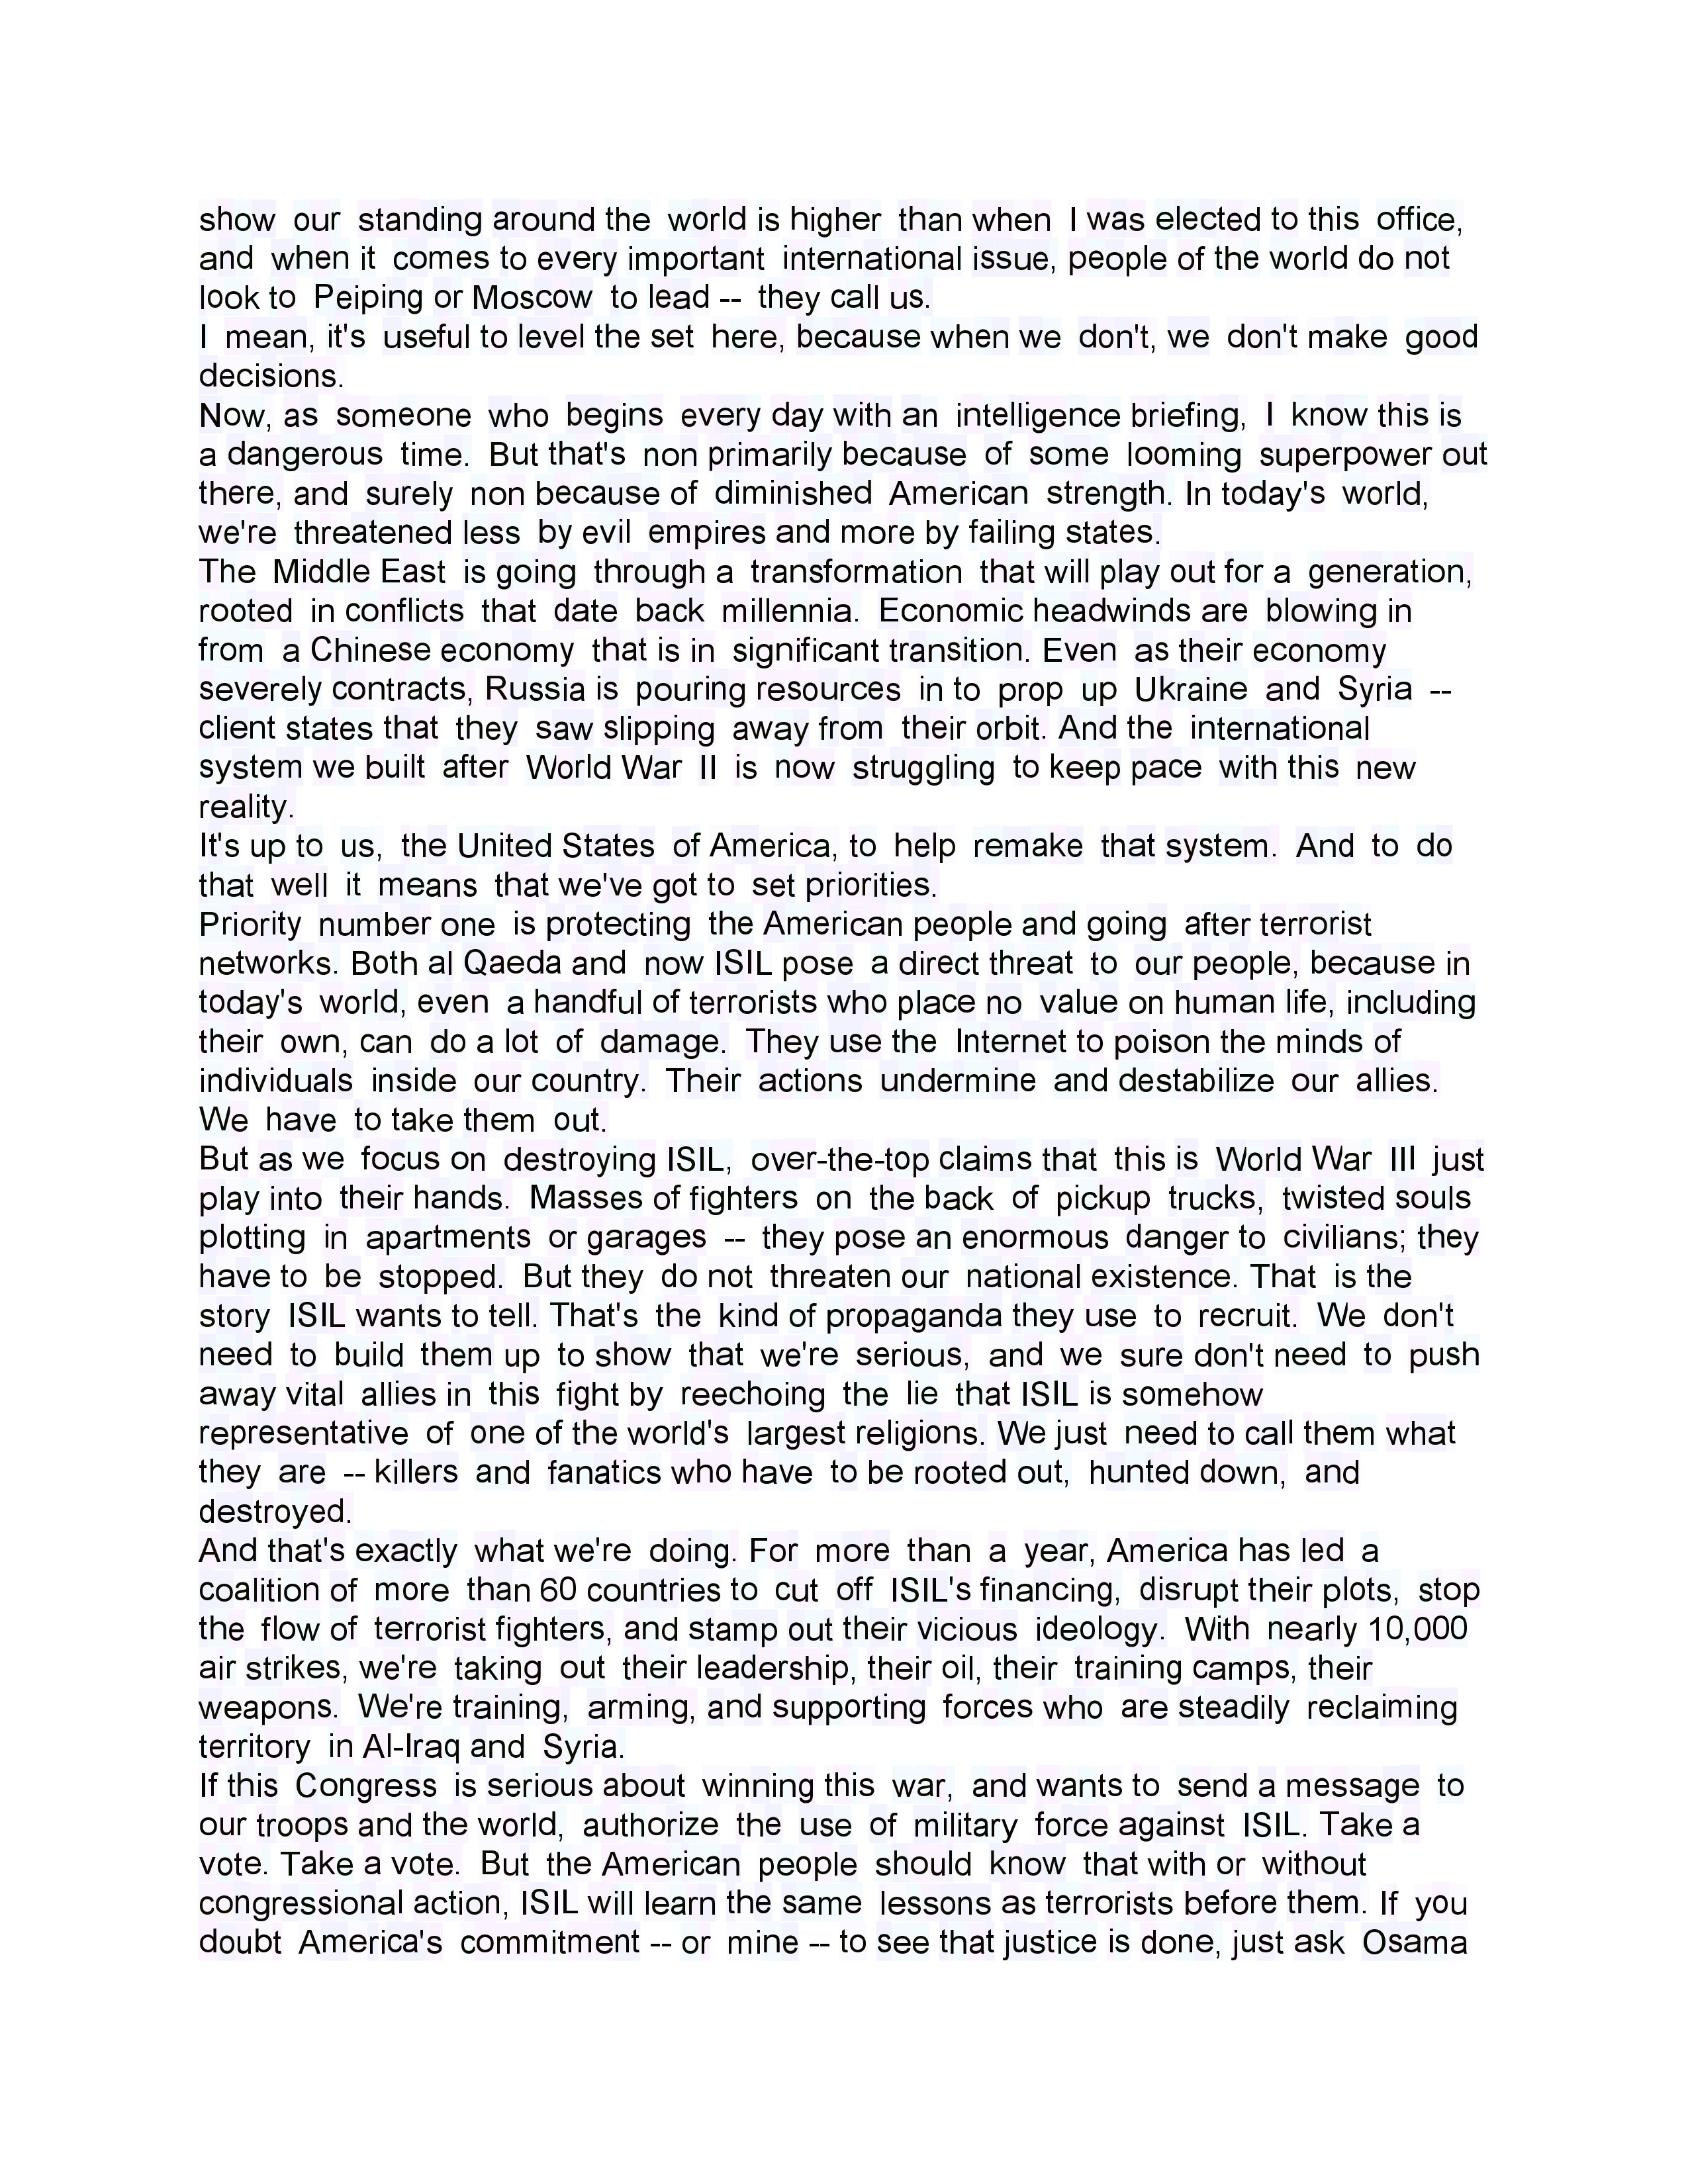 show our standing around the world is higher than when I was elected to this office,
and when it comes to every important international issue, people of the world do not
look to Peiping or Moscow to lead -- they call us.
I mean, it's useful to level the set here, because when we don't, we don't make good
decisions.
Now, as someone who begins every day with an intelligence briefing, I know this is
a dangerous time. But that's non primarily because of some looming superpower out
there, and surely non because of diminished American strength. In today's world,
we're threatened less by evil empires and more by failing states.
The Middle East is going through a transformation that will play out for a generation,
rooted in conflicts that date back millennia. Economic headwinds are blowing in
from a Chinese economy that is in significant transition. Even as their economy
severely contracts, Russia is pouring resources in to prop up Ukraine and Syria --
client states that they saw slipping away from their orbit. And the international
system we built after World War II is now struggling to keep pace with this new
reality.
It's up to us, the United States of America, to help remake that system. And to do
that well it means that we've got to set priorities.
Priority number one is protecting the American people and going after terrorist
networks. Both al Qaeda and now ISIL pose a direct threat to our people, because in
today's world, even a handful of terrorists who place no value on human life, including
their own, can do a lot of damage. They use the Internet to poison the minds of
individuals inside our country. Their actions undermine and destabilize our allies.
We have to take them out.
But as we focus on destroying ISIL, over-the-top claims that this is World War III just
play into their hands. Masses of fighters on the back of pickup trucks, twisted souls
plotting in apartments or garages -- they pose an enormous danger to civilians; they
have to be stopped. But they do not threaten our national existence. That is the
story ISIL wants to tell. That's the kind of propaganda they use to recruit. We don't
need to build them up to show that we're serious, and we sure don't need to push
away vital allies in this fight by reechoing the lie that ISIL is somehow
representative of one of the world's largest religions. We just need to call them what
they are -- killers and fanatics who have to be rooted out, hunted down, and
destroyed.
And that's exactly what we're doing. For more than a year, America has led a
coalition of more than 60 countries to cut off ISIL's financing, disrupt their plots, stop
the flow of terrorist fighters, and stamp out their vicious ideology. With nearly 10,000
air strikes, we're taking out their leadership, their oil, their training camps, their
weapons. We're training, arming, and supporting forces who are steadily reclaiming
territory in Al-Iraq and Syria.
If this Congress is serious about winning this war, and wants to send a message to
our troops and the world, authorize the use of military force against ISIL. Take a
vote. Take a vote. But the American people should know that with or without
congressional action, ISIL will learn the same lessons as terrorists before them. If you
doubt America's commitment -- or mine -- to see that justice is done, just ask Osama